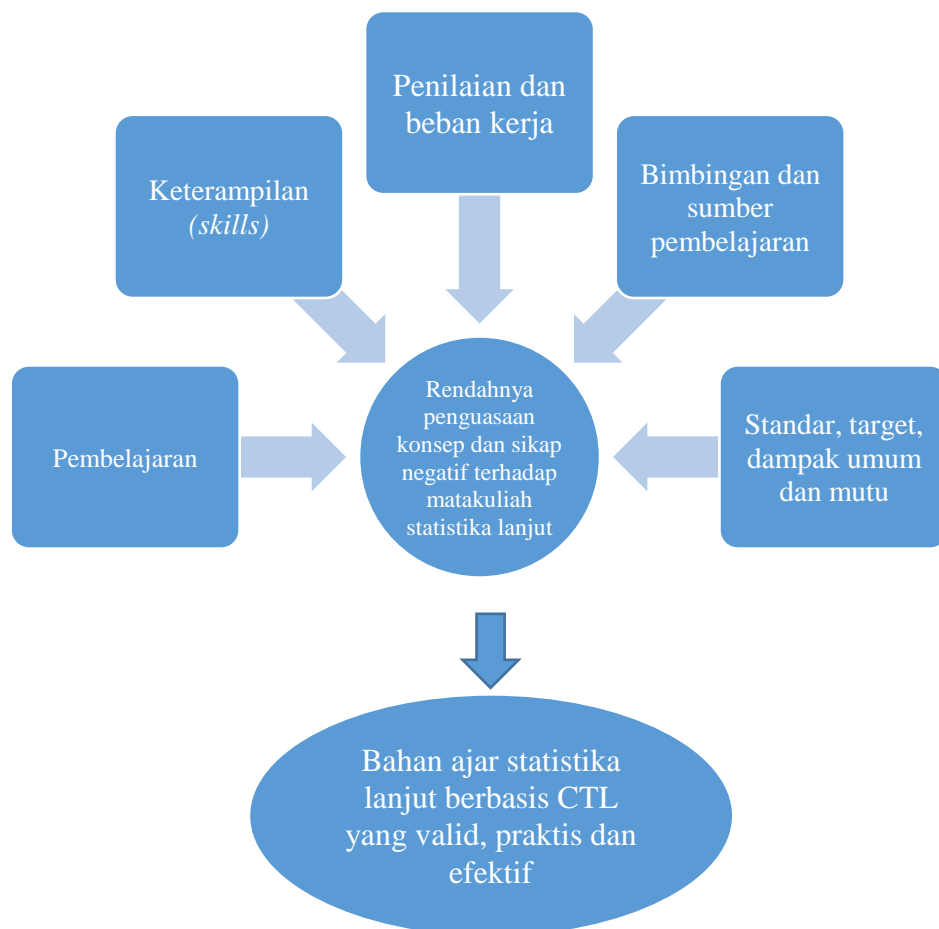 Penilaian dan
beban kerja
Keterampilan
(skills)
Bimbingan dan
sumber
pembelajaran
Pembelajaran
Rendahnya
penguasaan
konsep dan sikap
negatif terhadap
matakuliah
statistika lanjut
Standar, target,
dampak umum
dan mutu
Bahan ajar statistika
lanjut berbasis CTL
yang valid, praktis dan
efektif